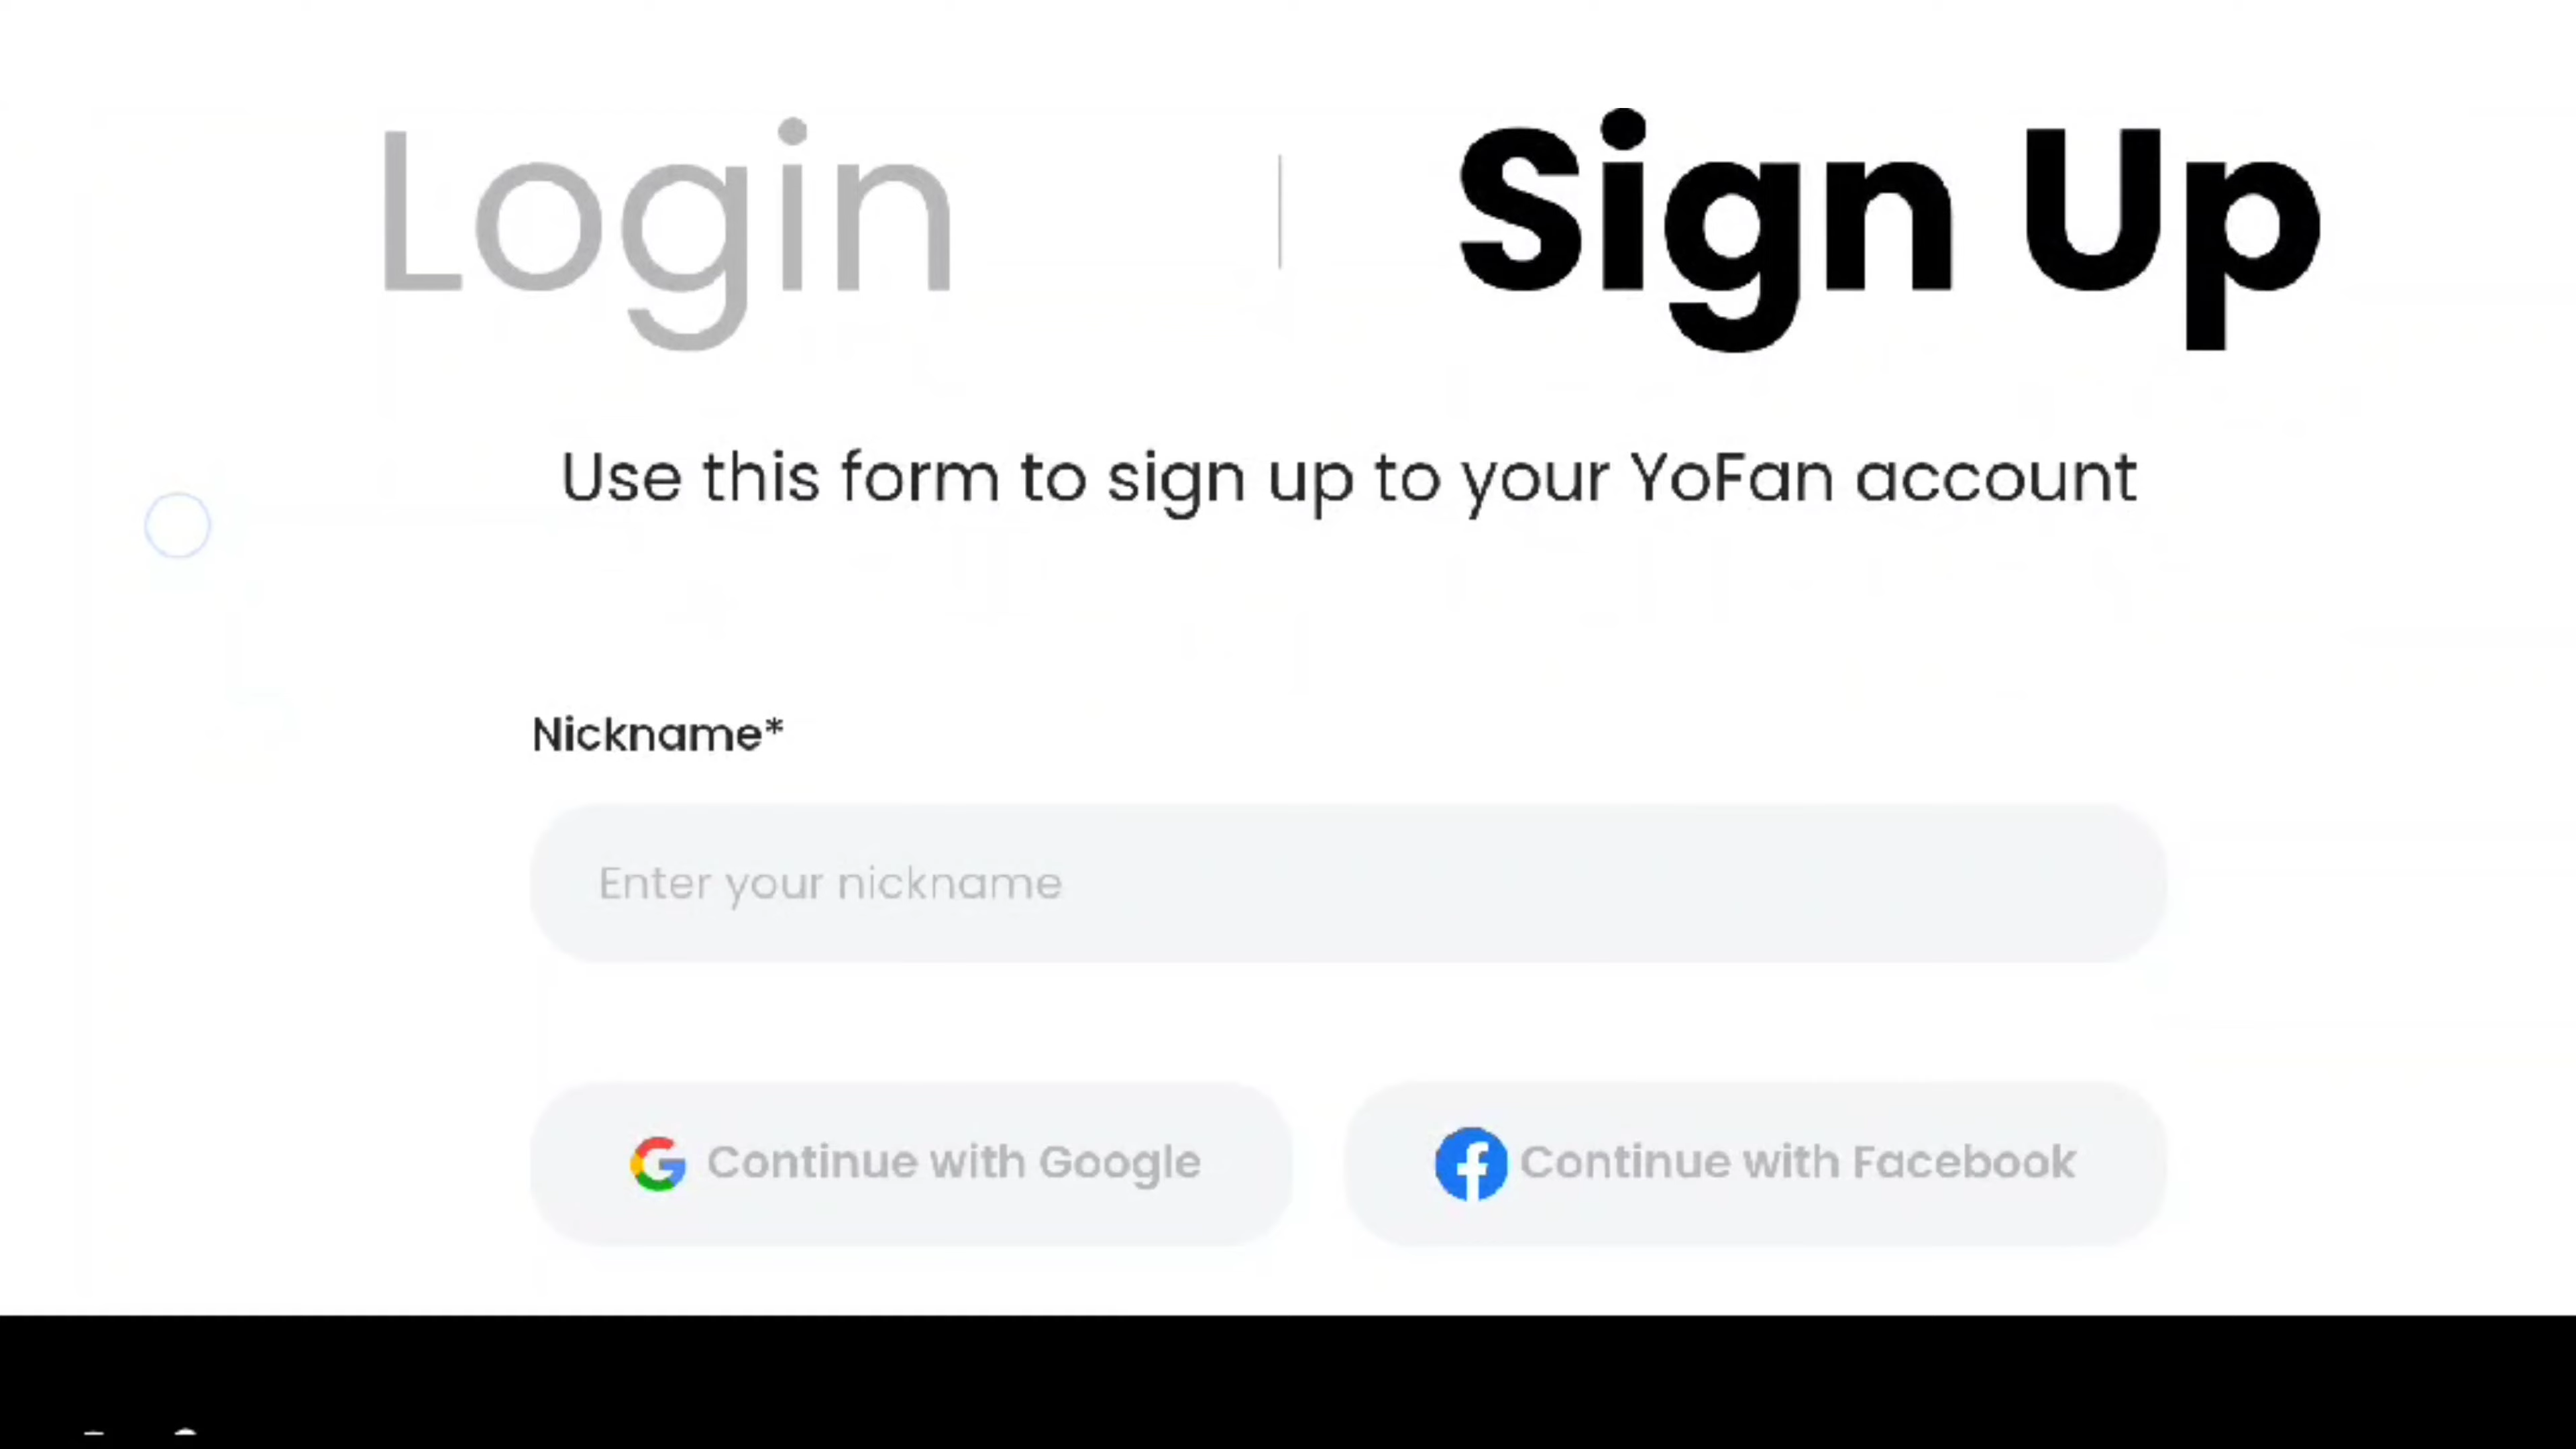 Login
Sign Up
Use this form to sign up to your YoFan account
Nickname*
Enter your nickname
Continue with Google
Continue with Facebook